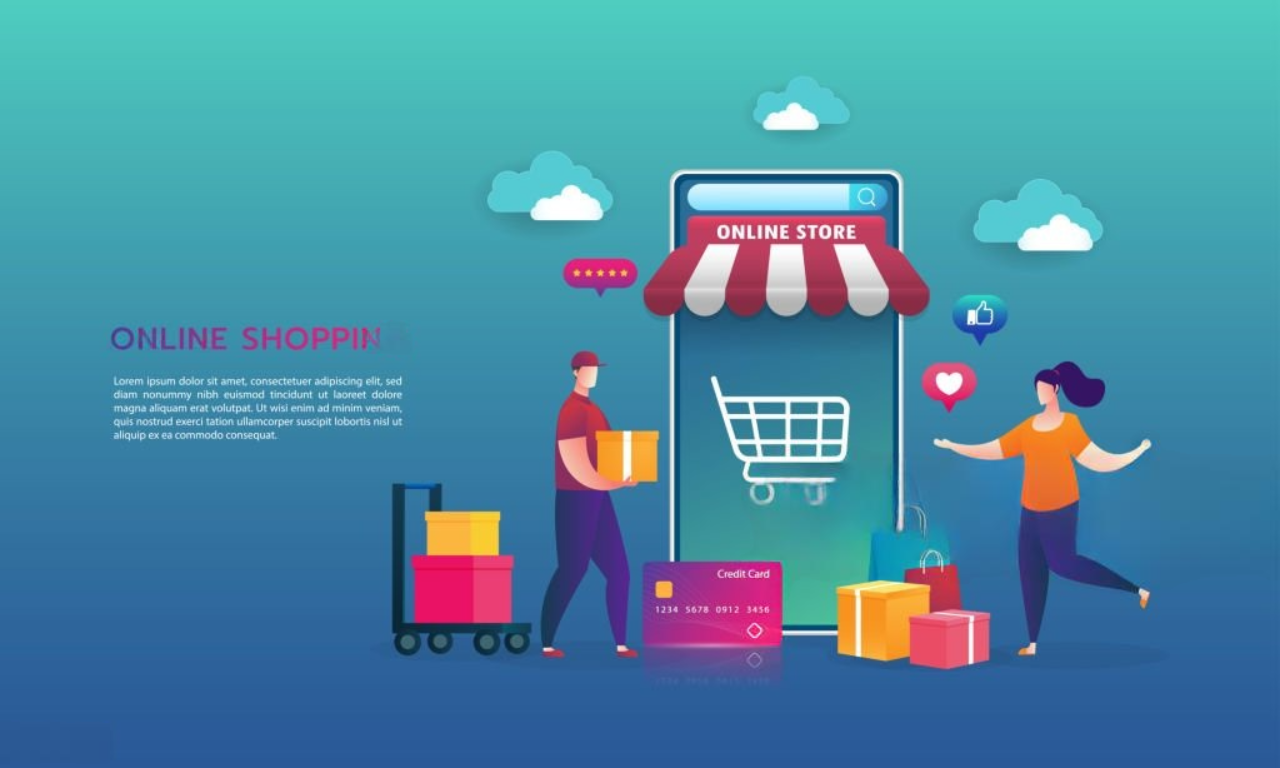 ONLINE STORE
ONLINE SHOPPIN
Lorem ipsum dolor sit amet, consectetuer adipiscing elit, sed
diam nonummy nibh euismod tincidunt ut laoreet dolore
magna aliquam erat volutpat. Ut wisi enim ad minim veniam,
quis nostrud exerci tation ullamcorper suscipit lobortis nisl ut
aliquip ex ea commodo consequat.
Credit Card
1234 5678 0912 3456